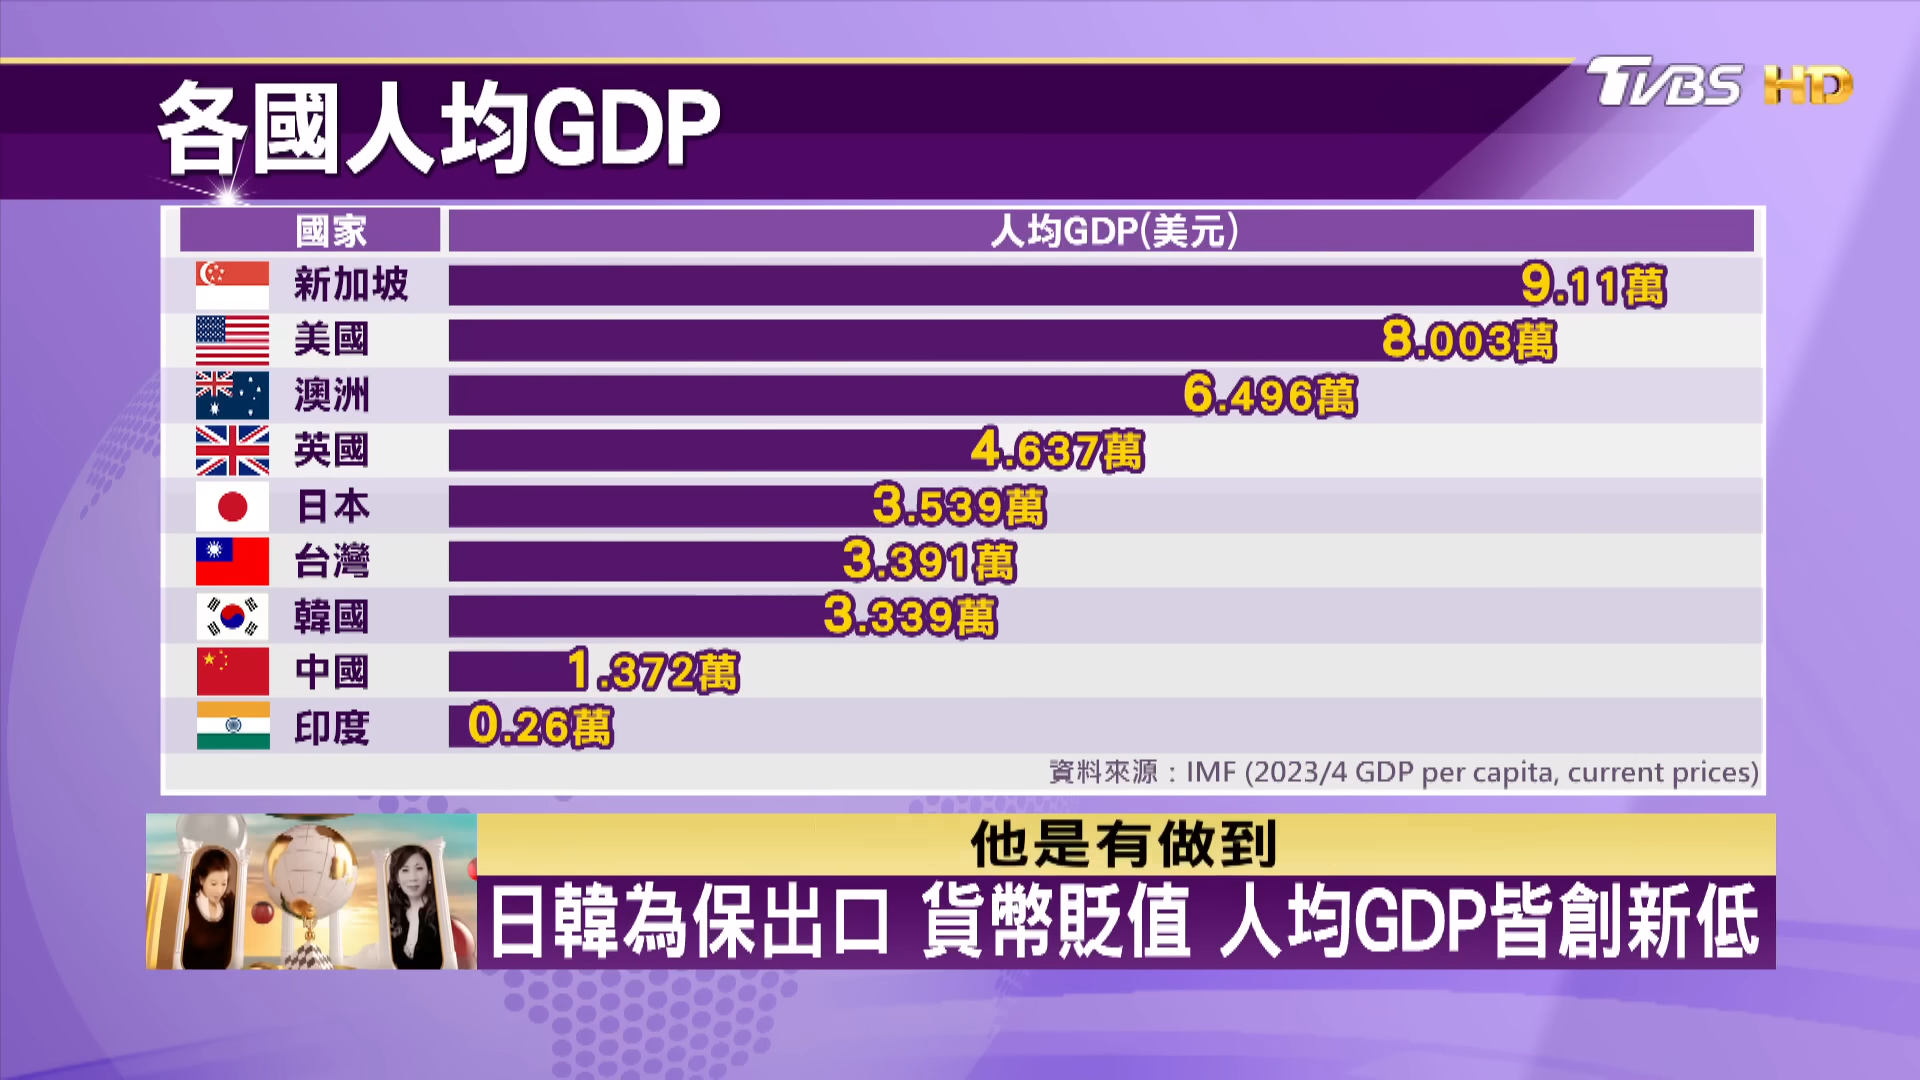 TVBS HD
各國人均GDP
國家 人均GDP(美元)
新加坡 9.11萬
美國 8.003萬
澳洲 6.496萬
英國 4.637萬
日本 3.539萬
台灣 3.391萬
韓國 3.339萬
中國 1.372萬
印度 0.26萬
資料來源：IMF (2023/4 GDP per capita, current prices)
他是有做到
日韓為保出口 貨幣貶值 人均GDP皆創新低